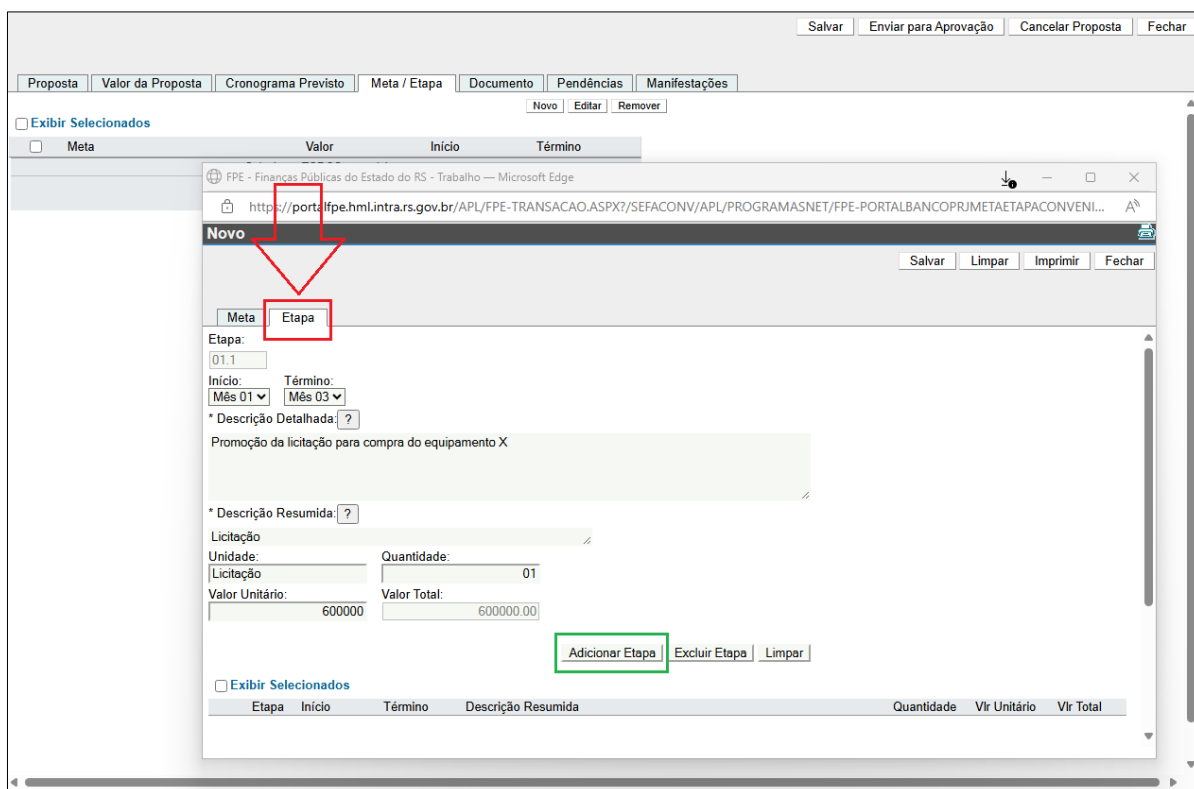 Salvar Enviar para Aprovação Cancelar Proposta Fechar
Proposta Valor da Proposta Cronograma Previsto Meta / Etapa Documento Pendências Manifestações
Novo Editar Remover
Exibir Selecionados
Meta Valor Início Término
FPE - Finanças Públicas do Estado do RS - Trabalho — Microsoft Edge
https://portalfpe.hml.intra.rs.gov.br/APL/FPE-TRANSACAO.ASPX?/SEFACONV/APL/PROGRAMASNET/FPE-PORTALBANCOPRJMETAETAPACONVENI...
Novo
Salvar Limpar Imprimir Fechar
Meta Etapa
Etapa:
01.1
Início: Término:
Mês 01 Mês 03
* Descrição Detalhada: ?
Promoção da licitação para compra do equipamento X
* Descrição Resumida: ?
Licitação
Unidade: Quantidade:
Licitação 01
Valor Unitário: Valor Total:
600000 600000.00
Adicionar Etapa Excluir Etapa Limpar
Exibir Selecionados
Etapa Início Término Descrição Resumida Quantidade Vlr Unitário Vlr Total